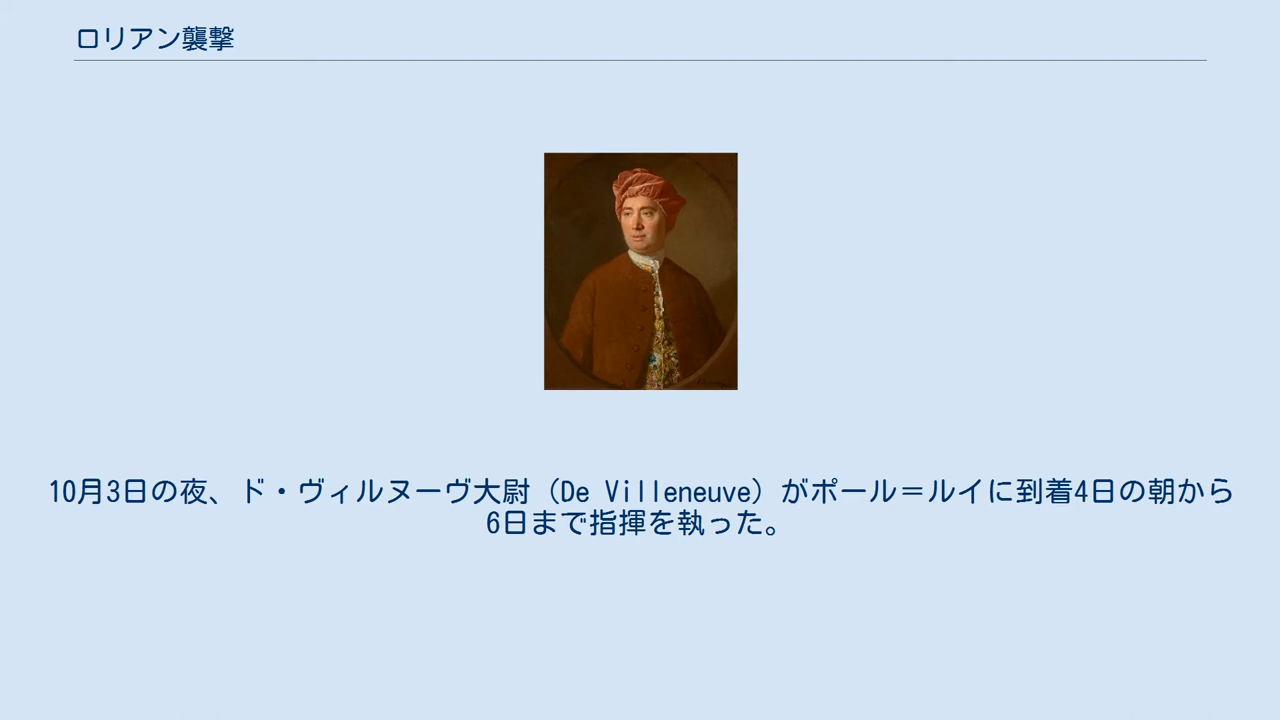 ロリアン襲撃
10月3日の夜、ド・ヴィルヌーヴ大尉（De Villeneuve）がポール＝ルイに到着4日の朝から
6日まで指揮を執った。